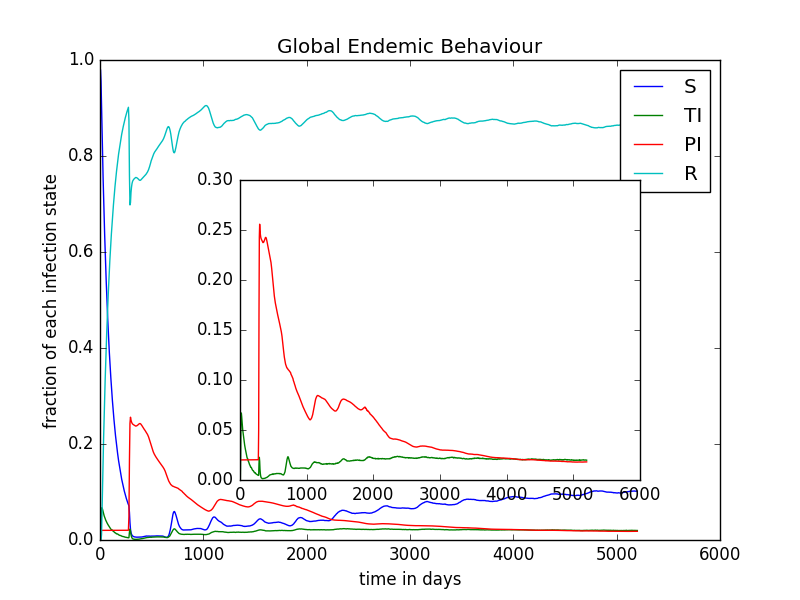 Global Endemic Behaviour
fraction of each infection state
1.0
0.8
0.6
0.4
0.2
0.0
S
TI
PI
R
0.30
0.25
0.20
0.15
0.10
0.05
0.00
0 1000 2000 3000 4000 5000 6000
0 1000 2000 3000 4000 5000 6000
time in days